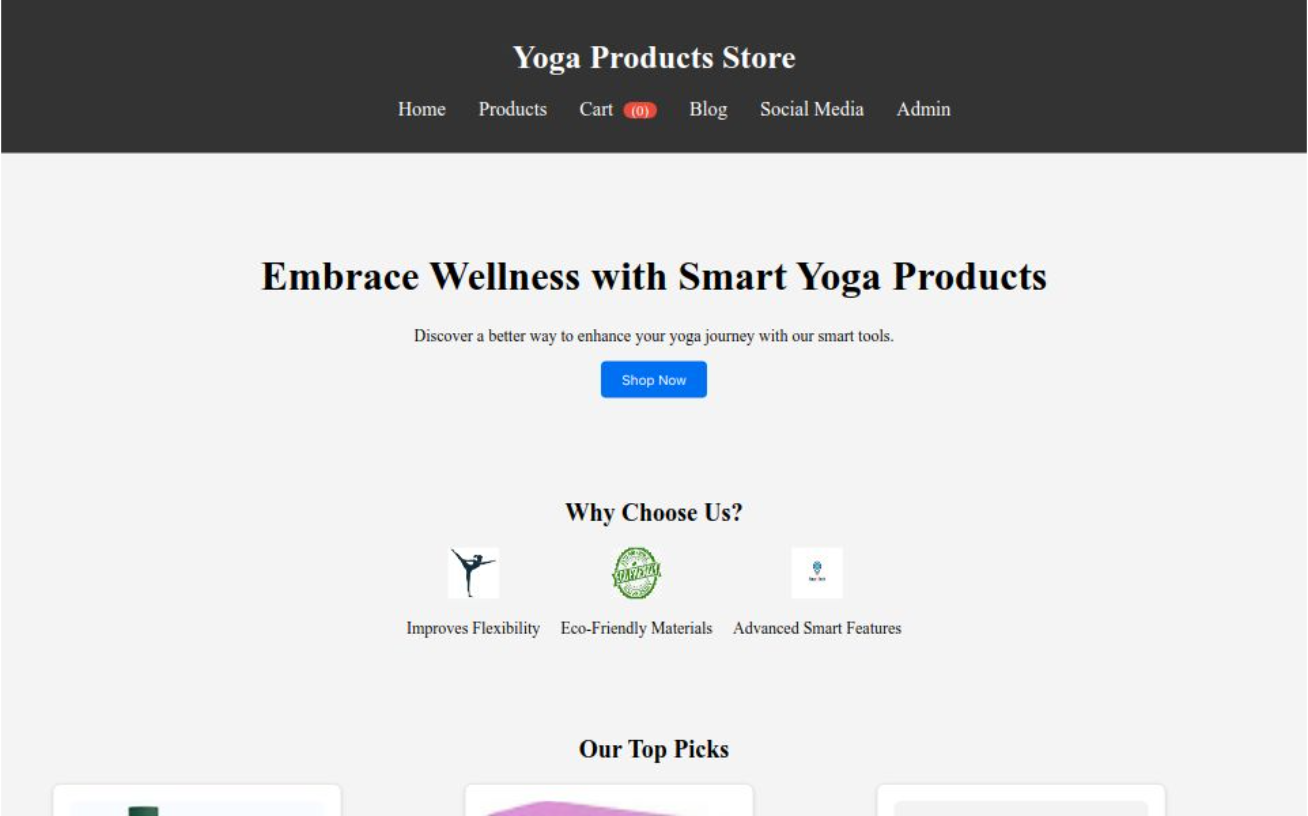 Yoga Products Store
Home Products Cart (0) Blog Social Media Admin
Embrace Wellness with Smart Yoga Products
Discover a better way to enhance your yoga journey with our smart tools.
Shop Now
Why Choose Us?
Improves Flexibility Eco-Friendly Materials Advanced Smart Features
Our Top Picks